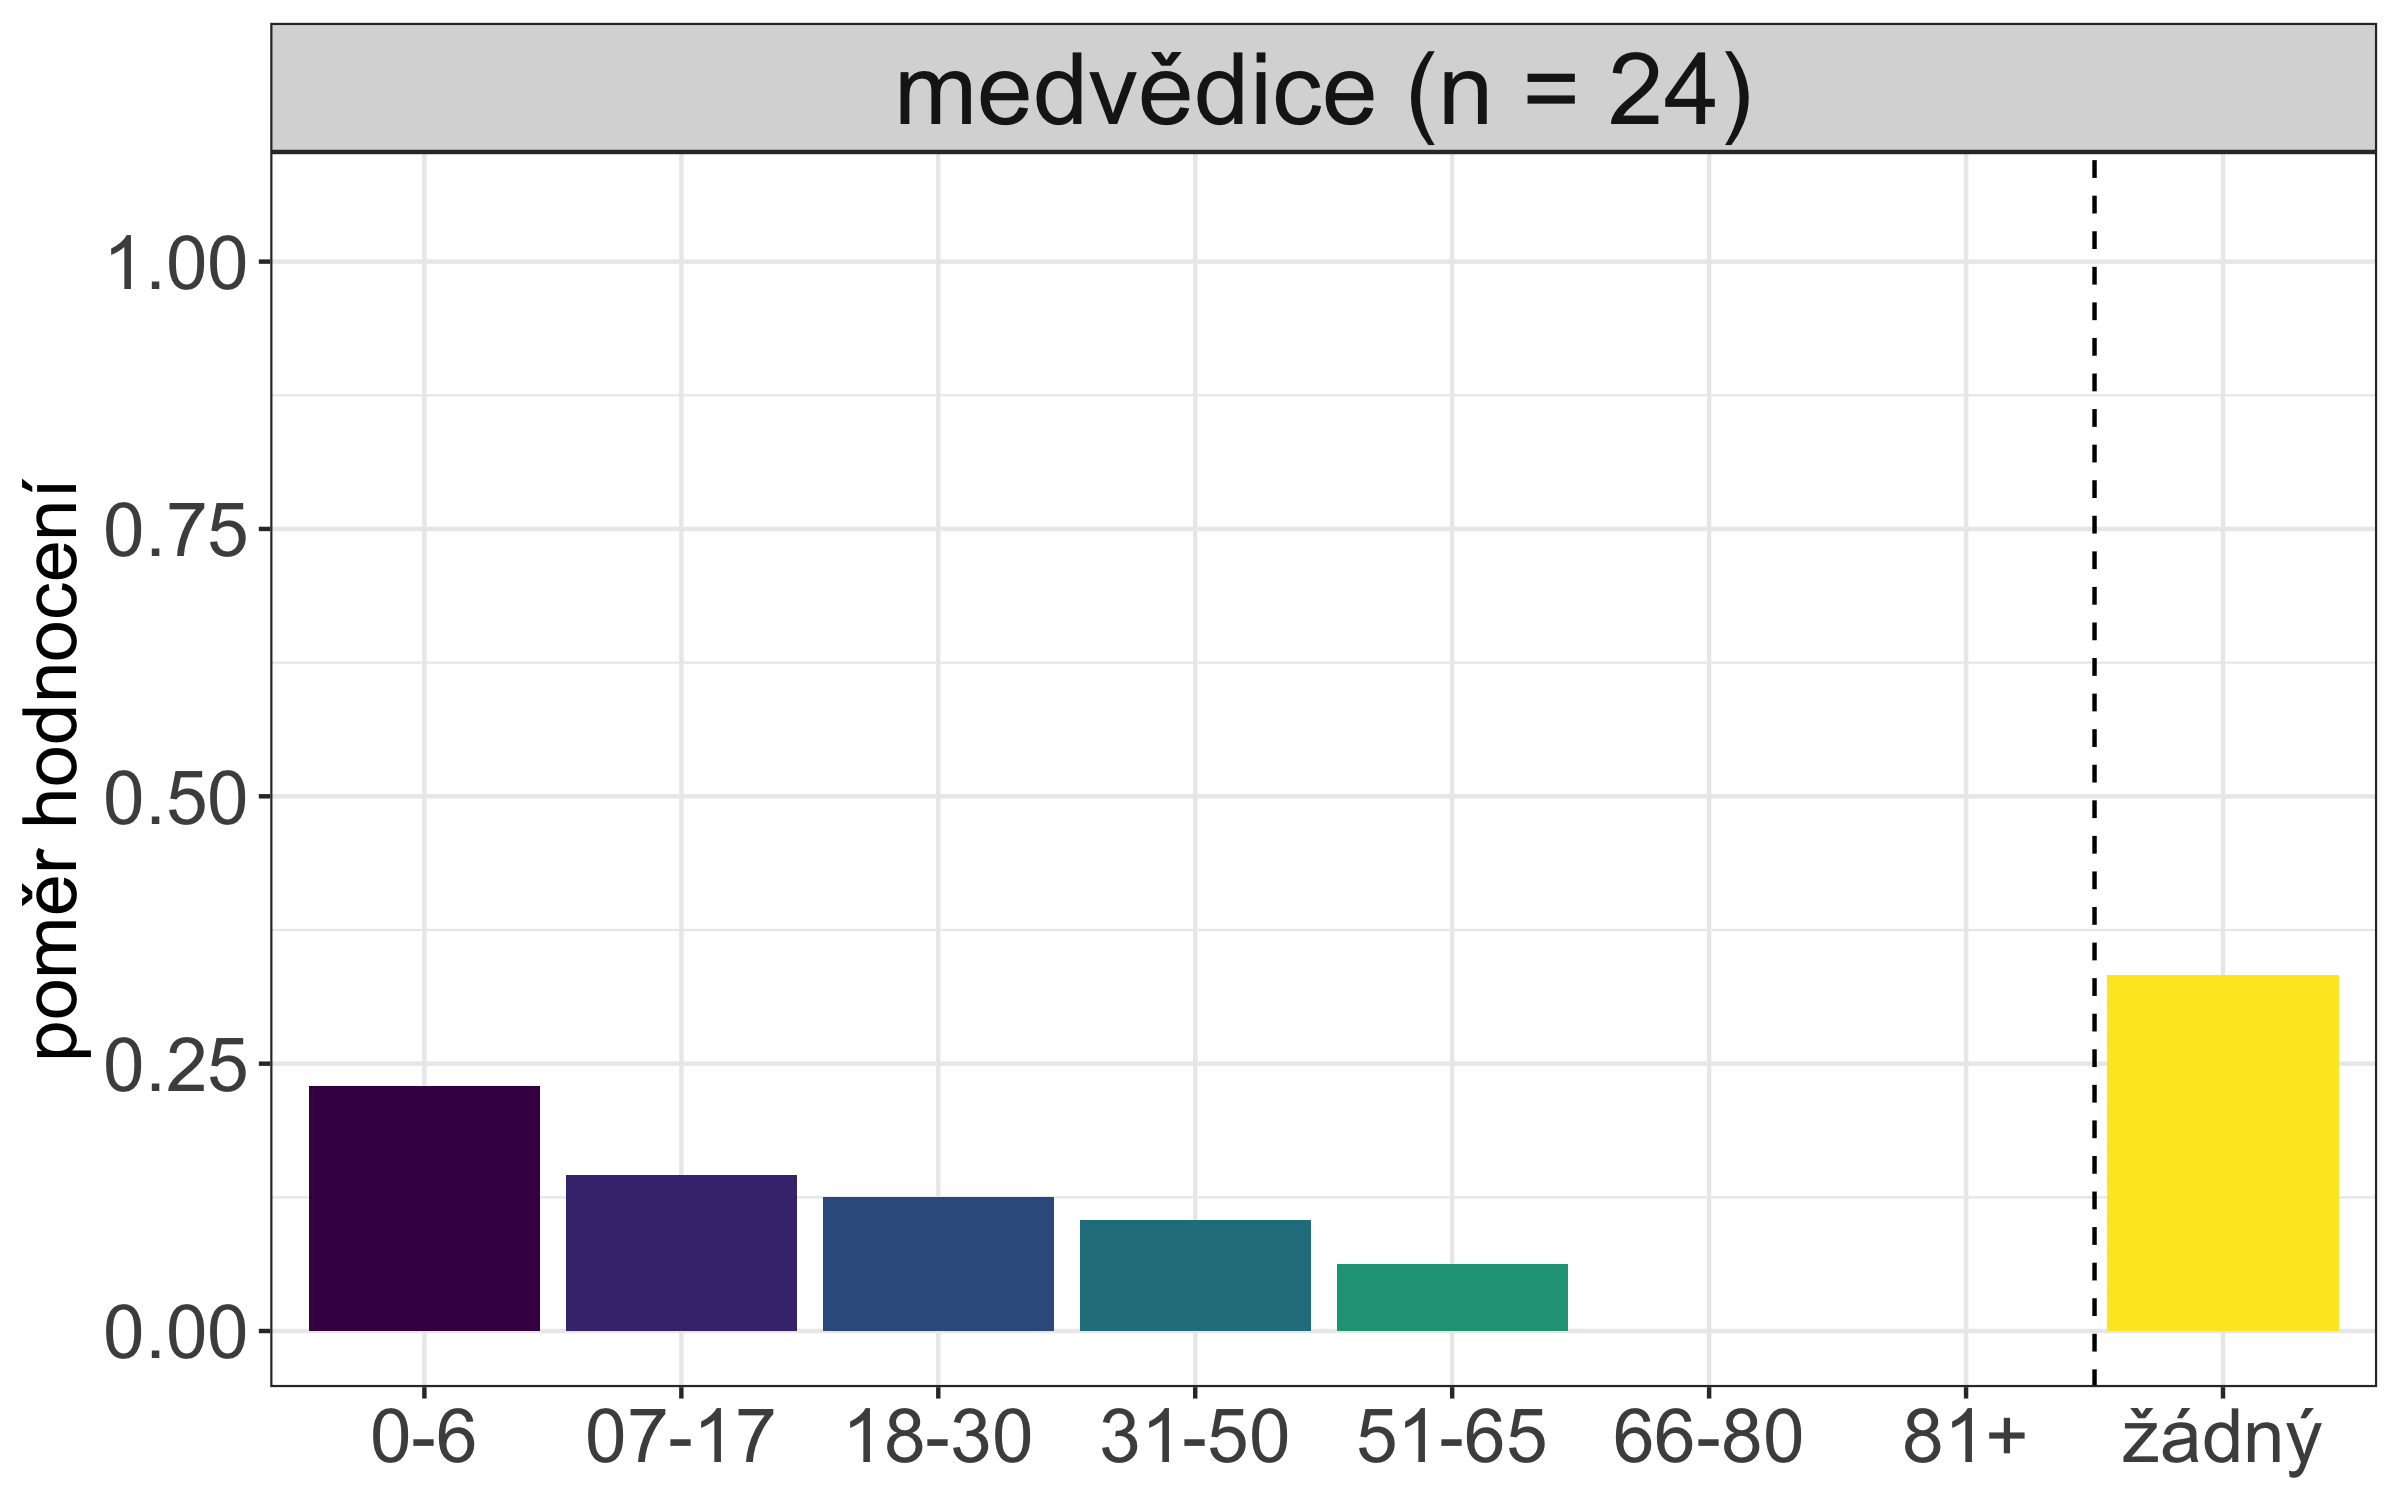 medvědice (n = 24)
poměr hodnocení
1.00
0.75
0.50
0.25
0.00
0-6 07-17 18-30 31-50 51-65 66-80 81+ žádný